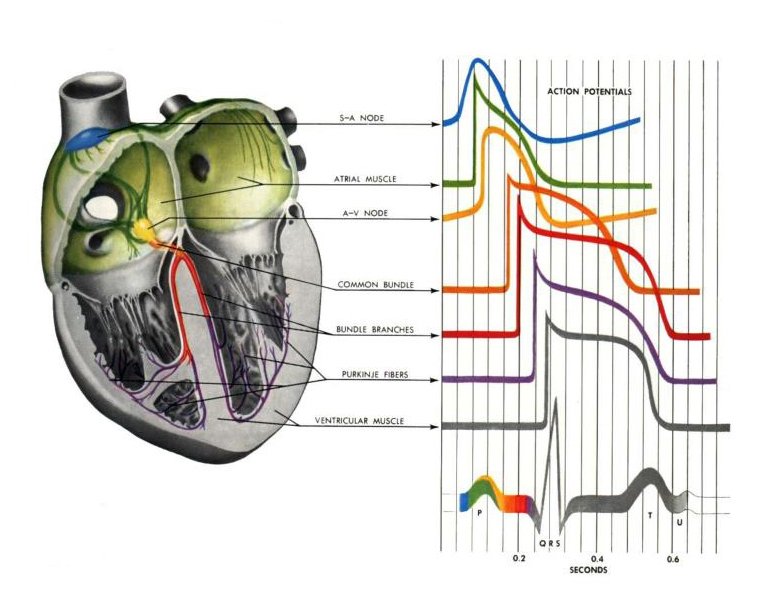 ACTION POTENTIALS
S-A NODE
ATRIAL MUSCLE
A-V NODE
COMMON BUNDLE
BUNDLE BRANCHES
PURKINJE FIBERS
VENTRICULAR MUSCLE
P
T
U
Q R S
0.2
0.4
0.6
SECONDS